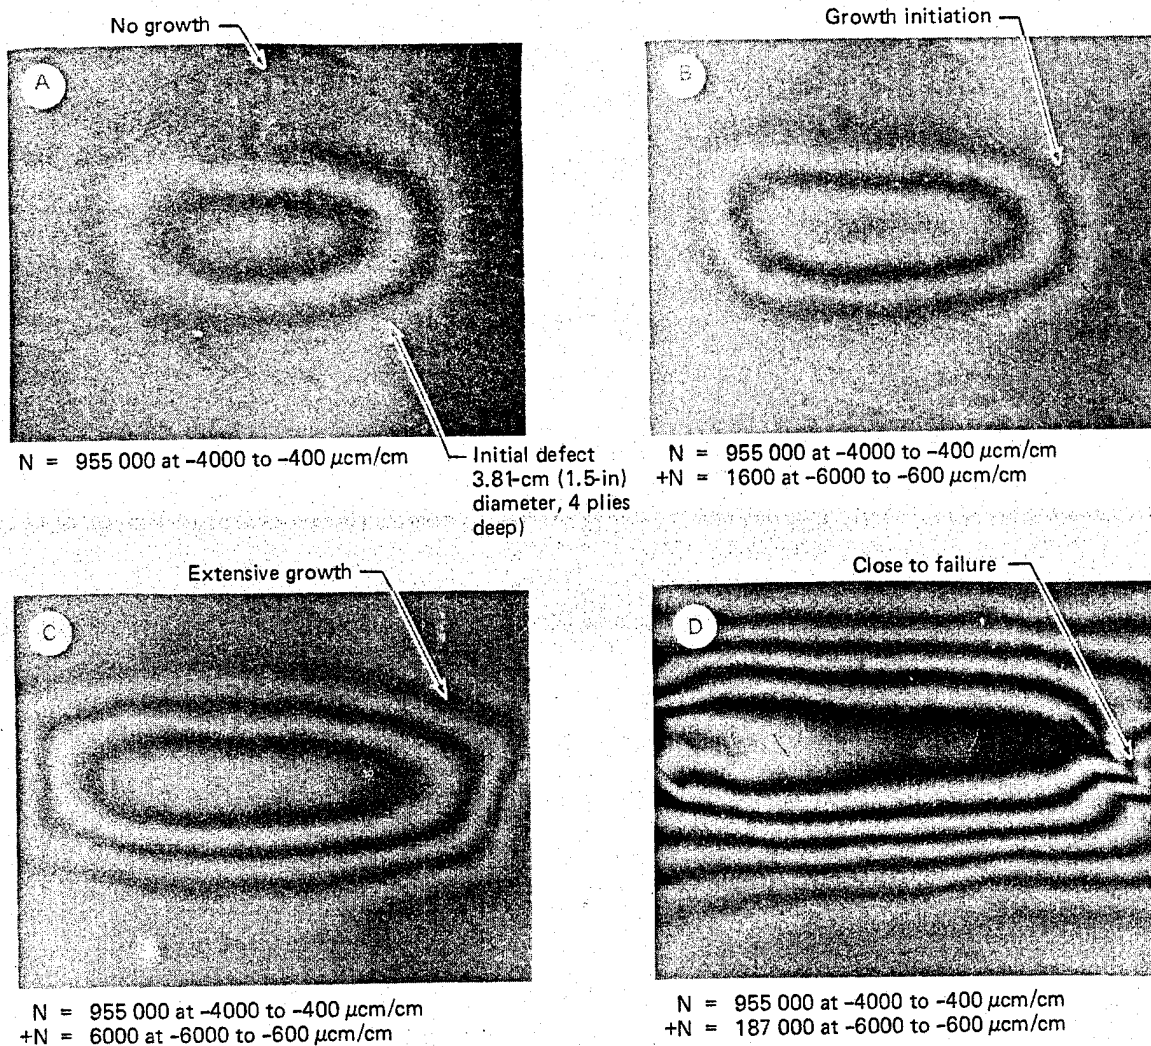 No growth
A
N = 955 000 at -4000 to -400 μcm/cm
Initial defect
3.81-cm (1.5-in)
diameter, 4 plies
deep)
Growth initiation
B
N = 955 000 at -4000 to -400 μcm/cm
+N = 1600 at -6000 to -600 μcm/cm
Extensive growth
C
N = 955 000 at -4000 to -400 μcm/cm
+N = 6000 at -6000 to -600 μcm/cm
Close to failure
D
N = 955 000 at -4000 to -400 μcm/cm
+N = 187 000 at -6000 to -600 μcm/cm